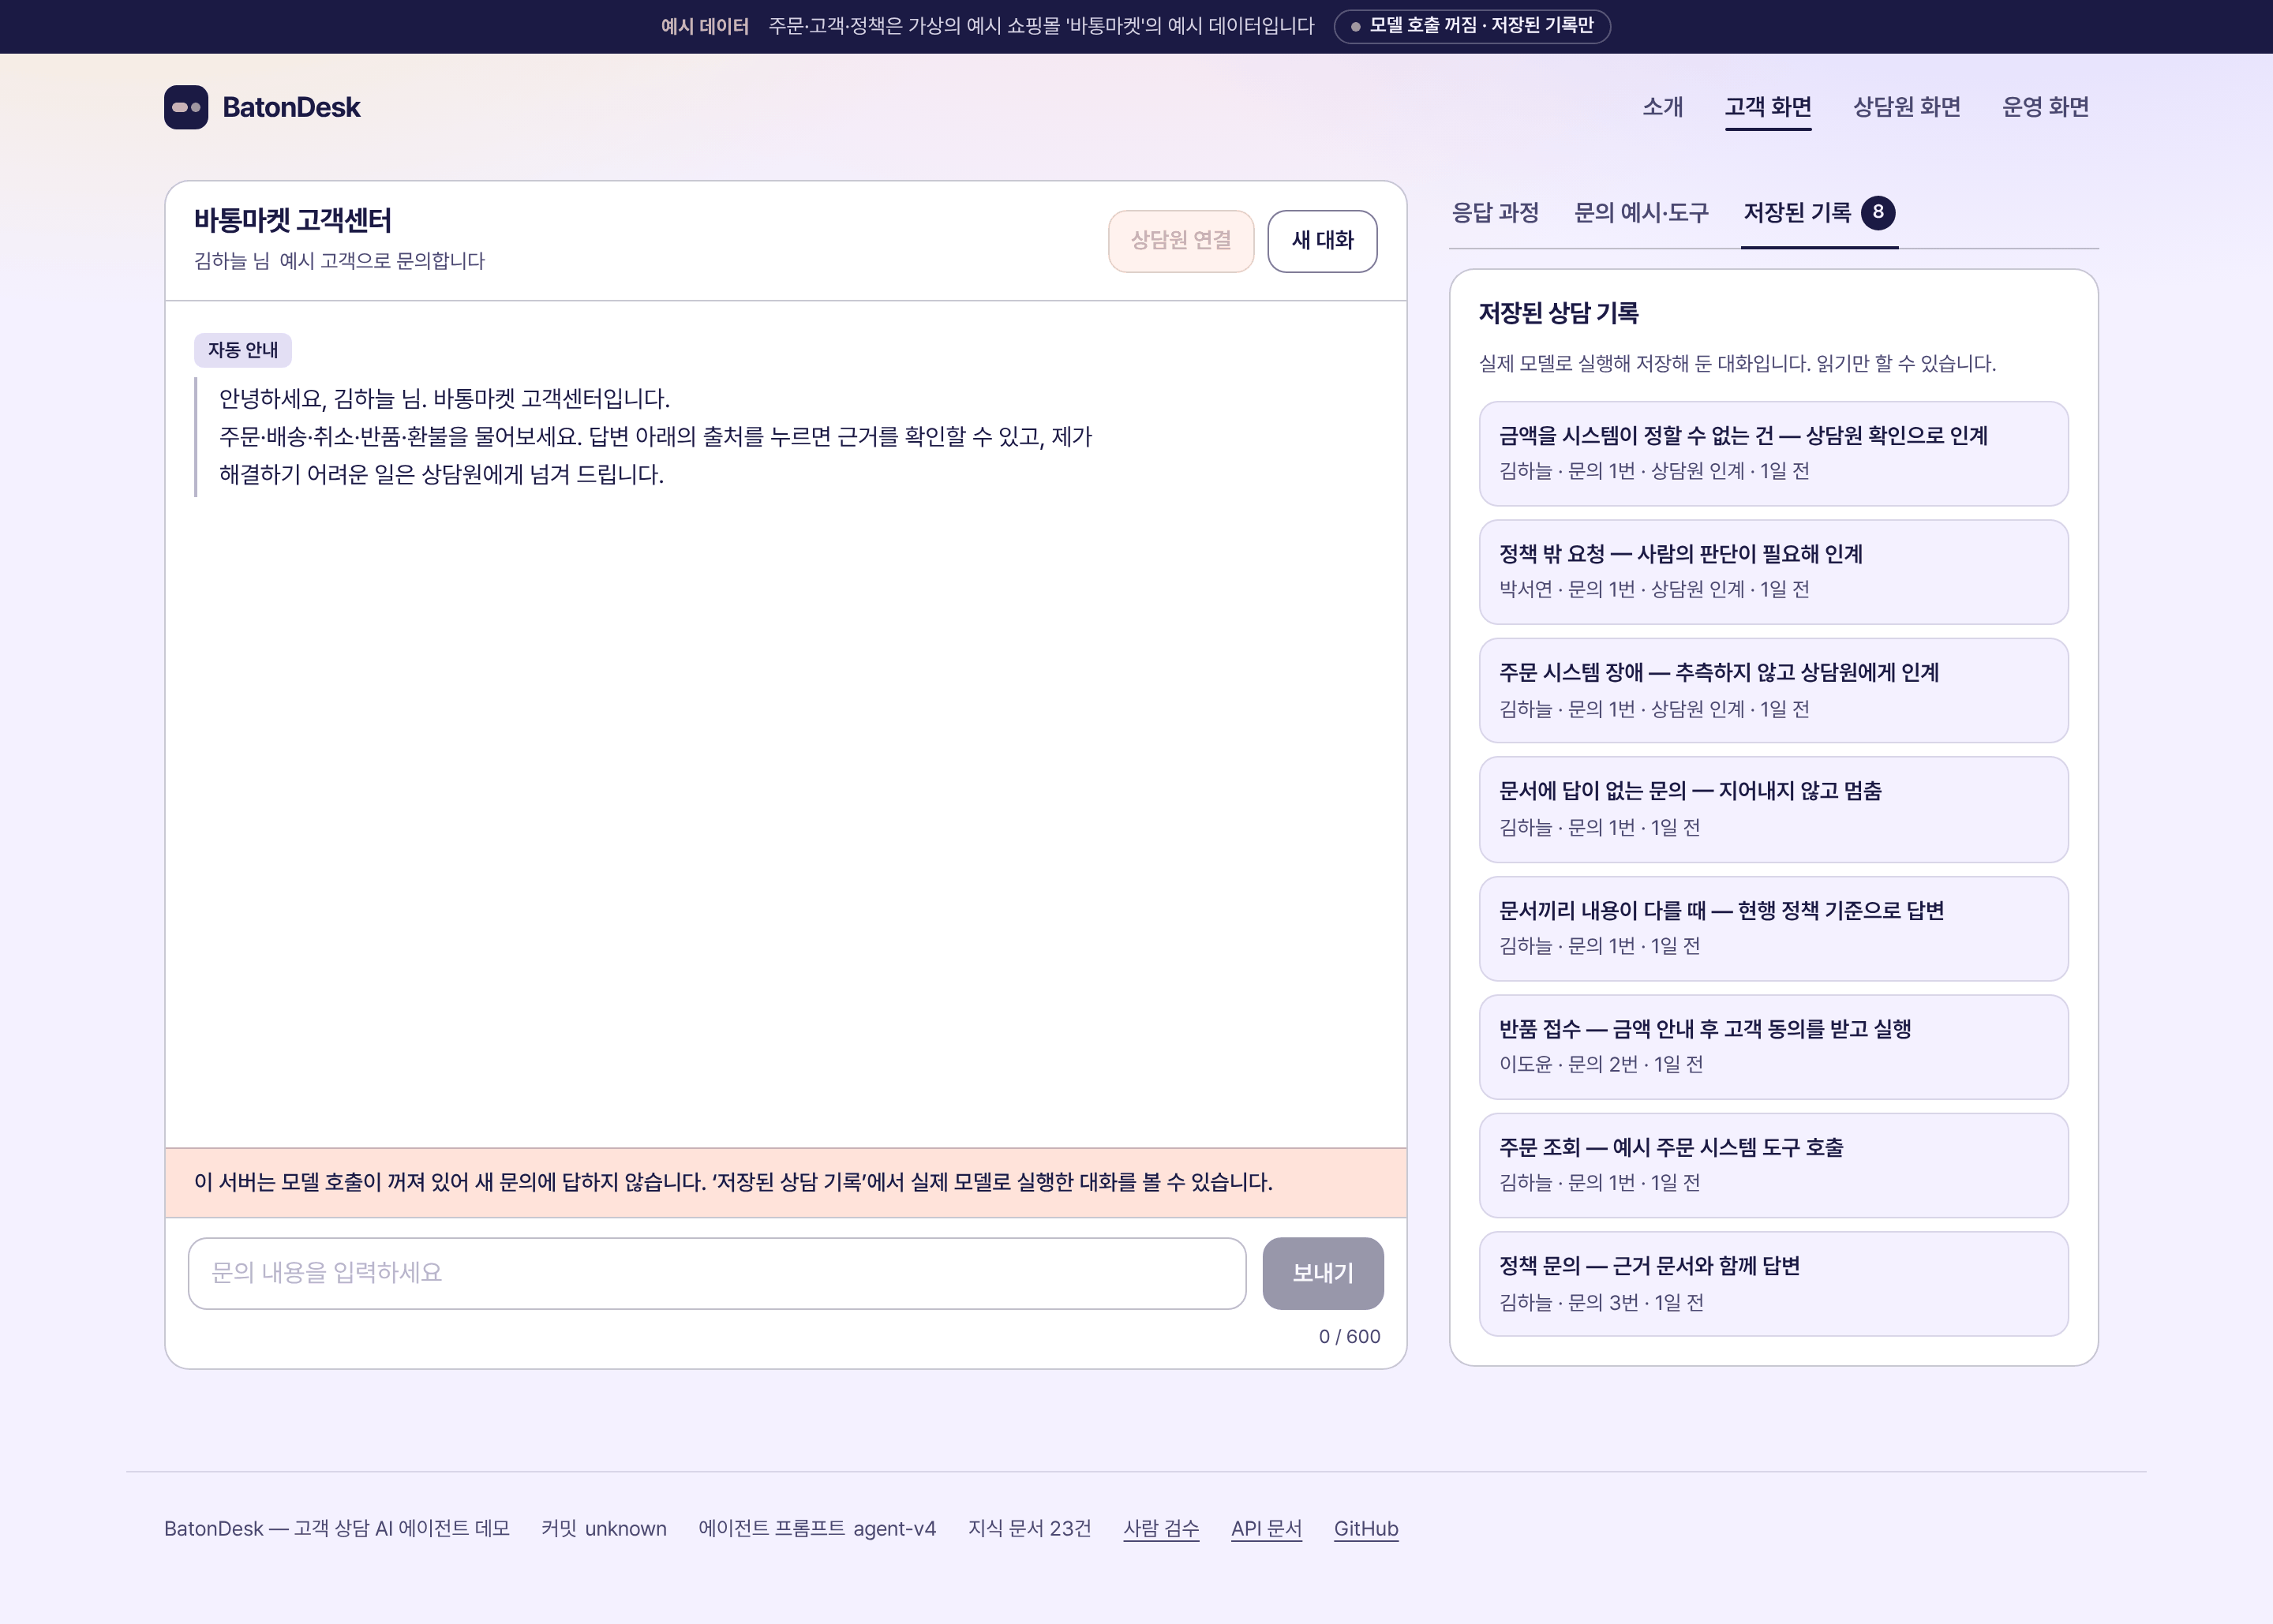 예시 데이터 주문·고객·정책은 가상의 예시 쇼핑몰 '바통마켓'의 예시 데이터입니다 모델 호출 꺼짐 · 저장된 기록만
BatonDesk
소개 고객 화면 상담원 화면 운영 화면
바통마켓 고객센터
김하늘 님 예시 고객으로 문의합니다
상담원 연결 새 대화
자동 안내
안녕하세요, 김하늘 님. 바통마켓 고객센터입니다.
주문·배송·취소·반품·환불을 물어보세요. 답변 아래의 출처를 누르면 근거를 확인할 수 있고, 제가
해결하기 어려운 일은 상담원에게 넘겨 드립니다.
이 서버는 모델 호출이 꺼져 있어 새 문의에 답하지 않습니다. ‘저장된 상담 기록’에서 실제 모델로 실행한 대화를 볼 수 있습니다.
문의 내용을 입력하세요
보내기
0 / 600
응답 과정 문의 예시·도구 저장된 기록 8
저장된 상담 기록
실제 모델로 실행해 저장해 둔 대화입니다. 읽기만 할 수 있습니다.
금액을 시스템이 정할 수 없는 건 — 상담원 확인으로 인계
김하늘 · 문의 1번 · 상담원 인계 · 1일 전
정책 밖 요청 — 사람의 판단이 필요해 인계
박서연 · 문의 1번 · 상담원 인계 · 1일 전
주문 시스템 장애 — 추측하지 않고 상담원에게 인계
김하늘 · 문의 1번 · 상담원 인계 · 1일 전
문서에 답이 없는 문의 — 지어내지 않고 멈춤
김하늘 · 문의 1번 · 1일 전
문서끼리 내용이 다를 때 — 현행 정책 기준으로 답변
김하늘 · 문의 1번 · 1일 전
반품 접수 — 금액 안내 후 고객 동의를 받고 실행
이도윤 · 문의 2번 · 1일 전
주문 조회 — 예시 주문 시스템 도구 호출
김하늘 · 문의 1번 · 1일 전
정책 문의 — 근거 문서와 함께 답변
김하늘 · 문의 3번 · 1일 전
BatonDesk — 고객 상담 AI 에이전트 데모 커밋 unknown 에이전트 프롬프트 agent-v4 지식 문서 23건 사람 검수 API 문서 GitHub